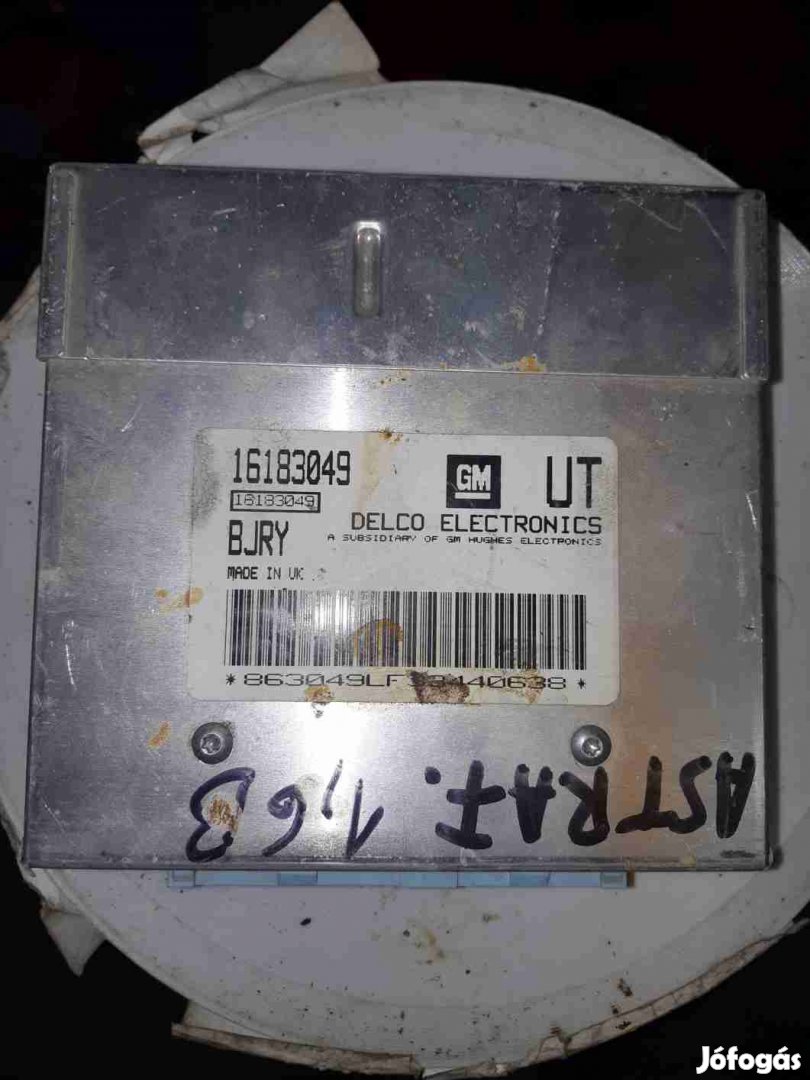 16183049
16183049
BJRY
GM
UT
DELCO ELECTRONICS
A SUBSIDIARY OF GM HUGHES ELECTRONICS
MADE IN UK
ASTRA F. 1,6B
Jófogás